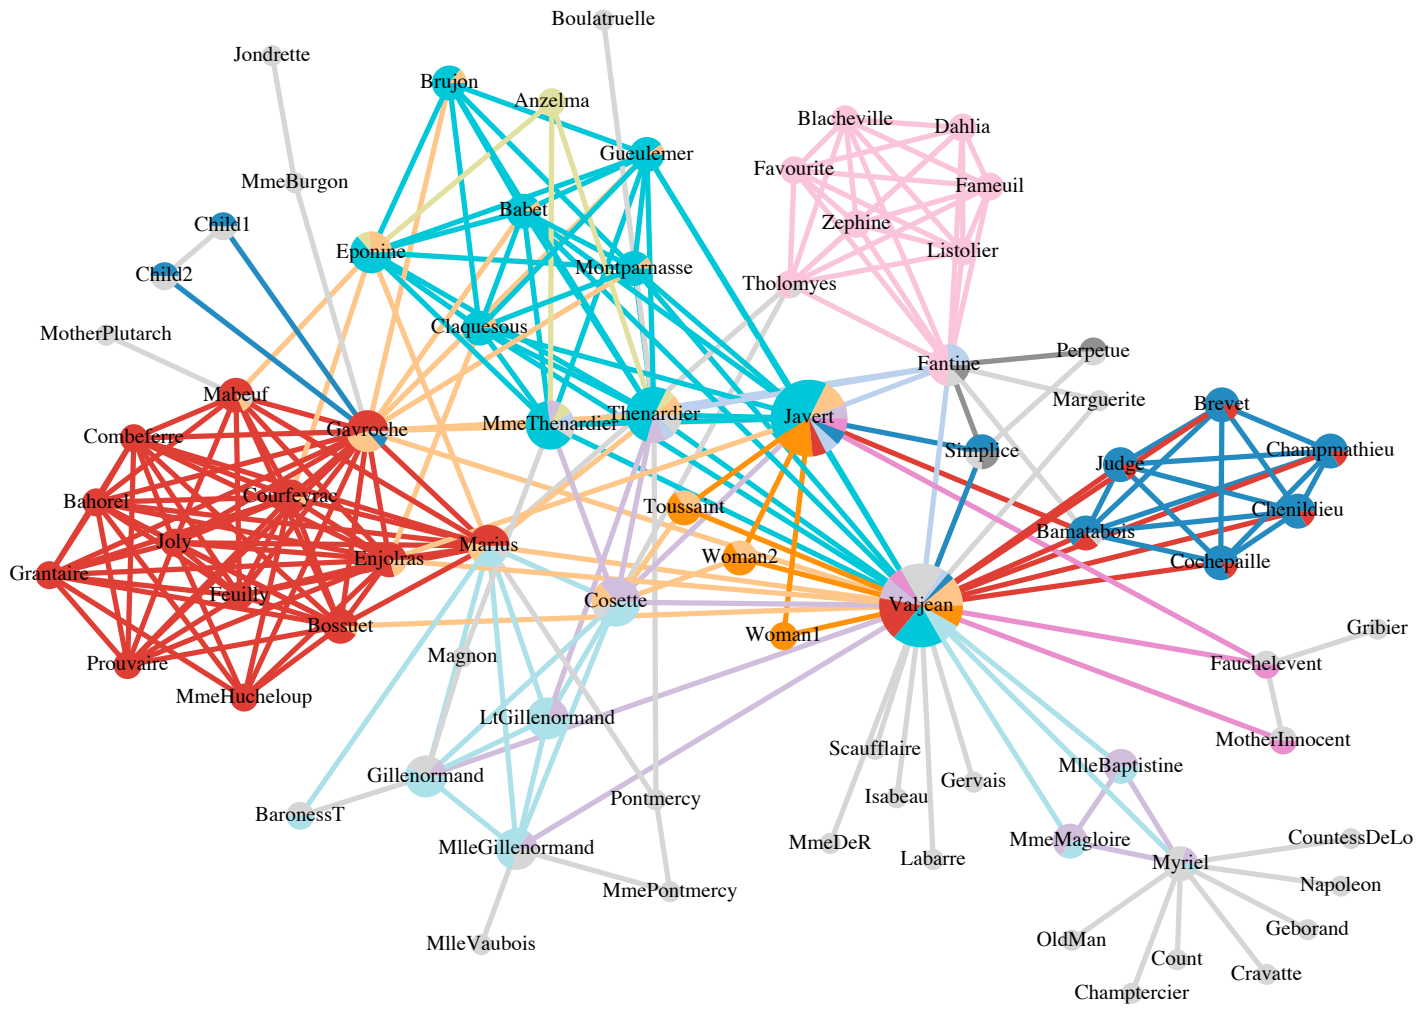 Boulatruelle
Jondrette
Brujon
Anzelma
Blacheville
Dahlia
Gueulemer
Favourite
MmeBurgon
Fameuil
Babet
Child1
Zephine
Eponine
Listolier
Child2
Montparnasse
Tholomyes
Claquesous
MotherPlutarch
Perpetue
Fantine
Mabeuf
Marguerite
Brevet
Thenardier
Javert
MmeThenardier
Gavroche
Combeferre
Champmathieu
Simplice
Judge
Courfeyrac
Bahorel
Toussaint
Chenildieu
Bamatabois
Joly
Marius
Woman2
Enjolras
Cochepaille
Grantaire
Feuilly
Cosette
Valjean
Bossuet
Gribier
Woman1
Magnon
Prouvaire
Fauchelevent
MmeHucheloup
LtGillenormand
MotherInnocent
Scaufflaire
MlleBaptistine
Gillenormand
Gervais
Isabeau
Pontmercy
BaronessT
CountessDeLo
MmeMagloire
MmeDeR
MlleGillenormand
Labarre
Myriel
Napoleon
MmePontmercy
Geborand
OldMan
MlleVaubois
Count
Cravatte
Champtercier